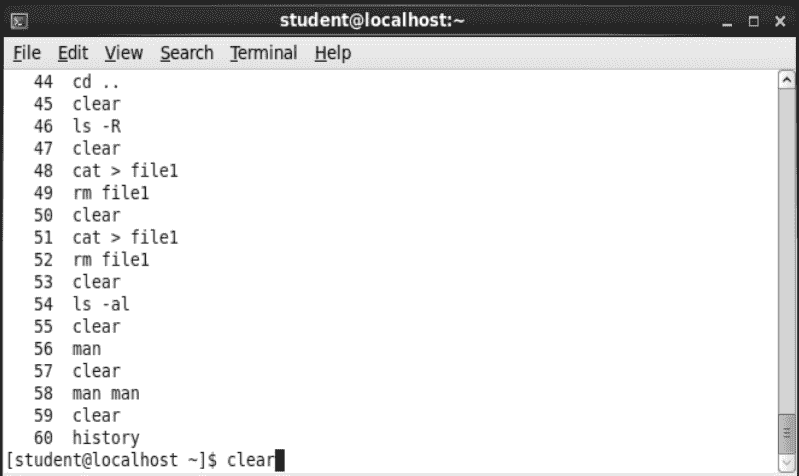 student@localhost:~
File Edit View Search Terminal Help
44 cd ..
45 clear
46 ls -R
47 clear
48 cat > file1
49 rm file1
50 clear
51 cat > file1
52 rm file1
53 clear
54 ls -al
55 clear
56 man
57 clear
58 man man
59 clear
60 history
[student@localhost ~]$ clear